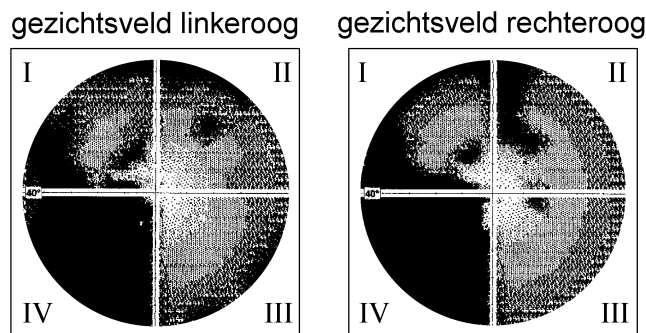 gezichtsveld linkeroog gezichtsveld rechteroog
I II I II
40° 40°
IV III IV III